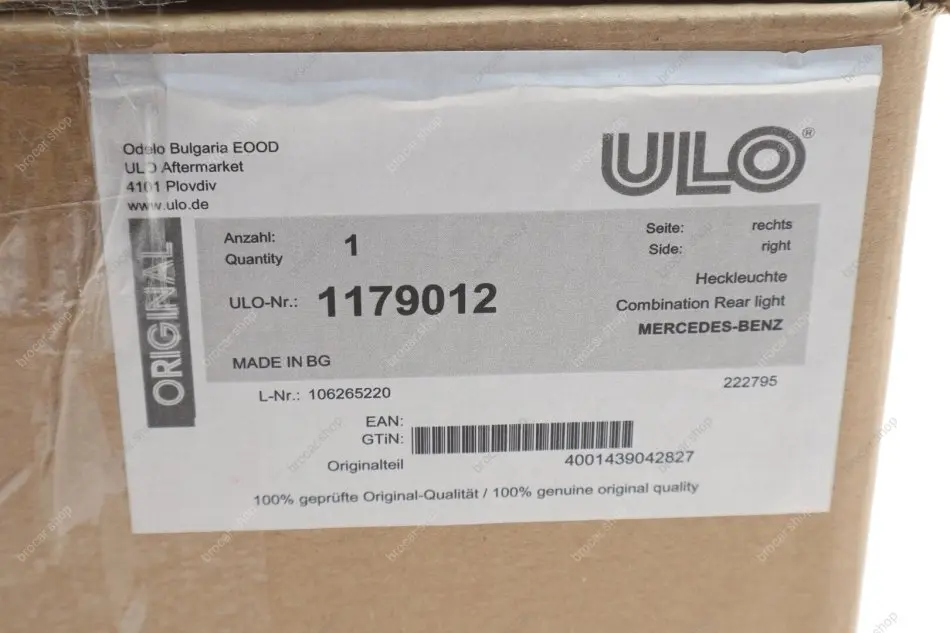 Odelo Bulgaria EOOD
ULO Aftermarket
4101 Plovdiv
www.ulo.de
ULO®
ORIGINAL
Anzahl: 1
Quantity
Seite: rechts
Side: right
ULO-Nr.: 1179012
Heckleuchte
Combination Rear light
MERCEDES-BENZ
MADE IN BG
L-Nr.: 106265220
222795
EAN:
GTiN:
Originalteil
4001439042827
100% geprüfte Original-Qualität / 100% genuine original quality
brocar.shop